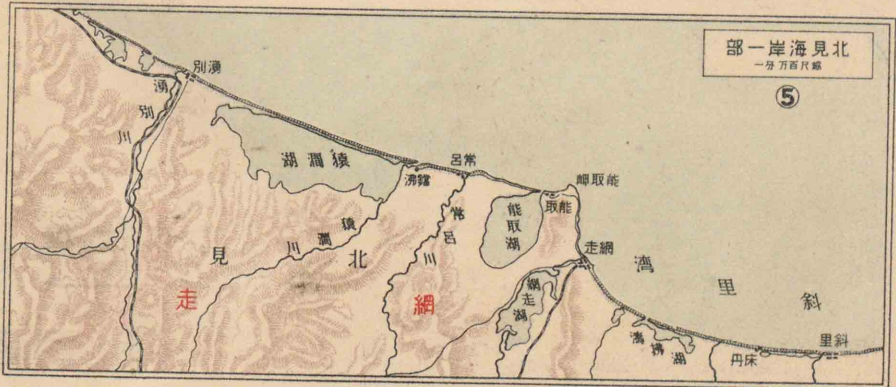 北見海岸一部
縮尺百万分一
⑤
湧別
湧別川
猿澗湖
鐺沸
常呂
能取岬
能取
能取湖
常呂川
猿澗川
北見
網走
網走
網走湖
斜里灣
濤沸湖
床丹
斜里